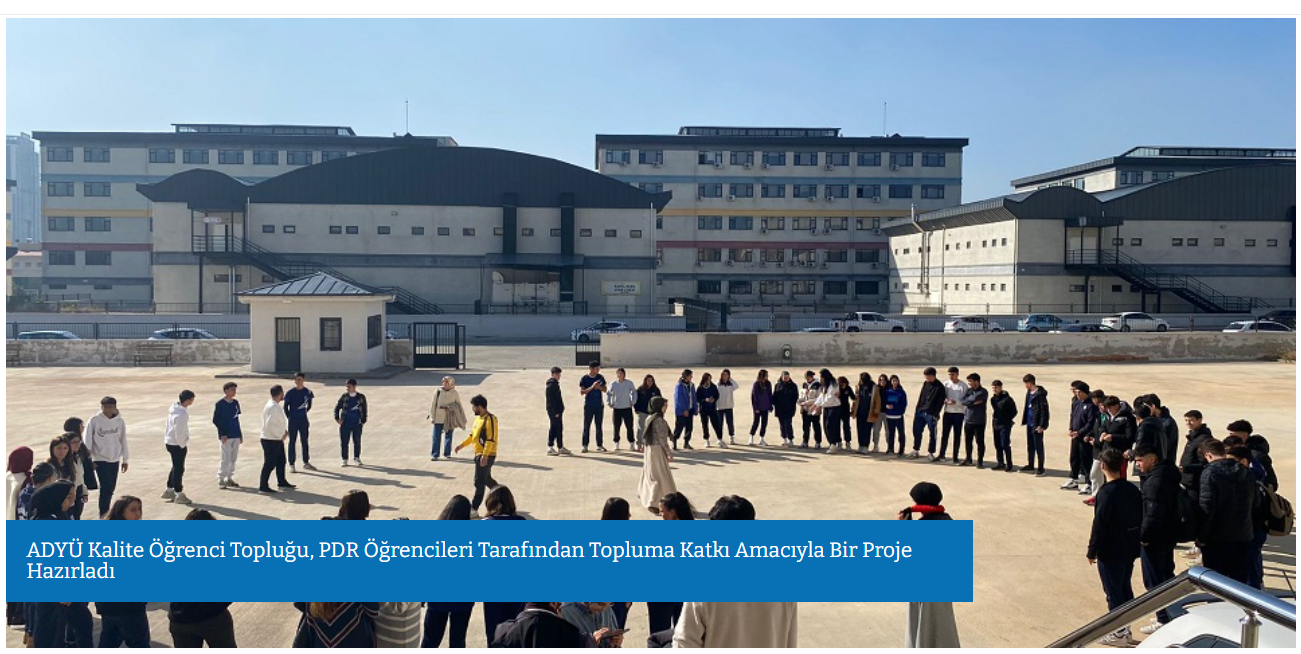 ADYÜ Kalite Öğrenci Topluğu, PDR Öğrencileri Tarafından Topluma Katkı Amacıyla Bir Proje
Hazırladı